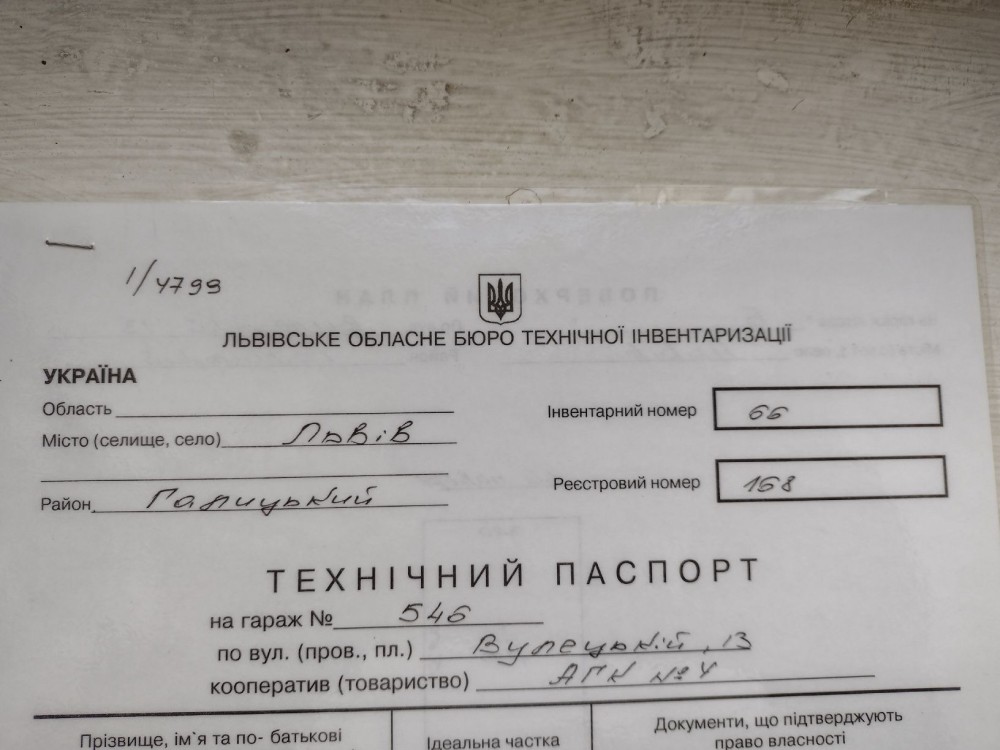 1/4799
ЛЬВІВСЬКЕ ОБЛАСНЕ БЮРО ТЕХНІЧНОЇ ІНВЕНТАРИЗАЦІЇ
УКРАЇНА
Область
Місто (селище, село) Львів
Район Галицький
Інвентарний номер 66
Реєстровий номер 168
ТЕХНІЧНИЙ ПАСПОРТ
на гараж № 546
по вул. (пров., пл.) Вулецькій, 13
кооператив (товариство) АГК №4
Прізвище, ім`я та по- батькові
Ідеальна частка
Документи, що підтверджують
право власності